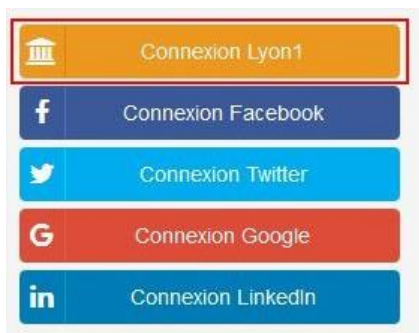 Connexion Lyon1
Connexion Facebook
Connexion Twitter
Connexion Google
Connexion LinkedIn